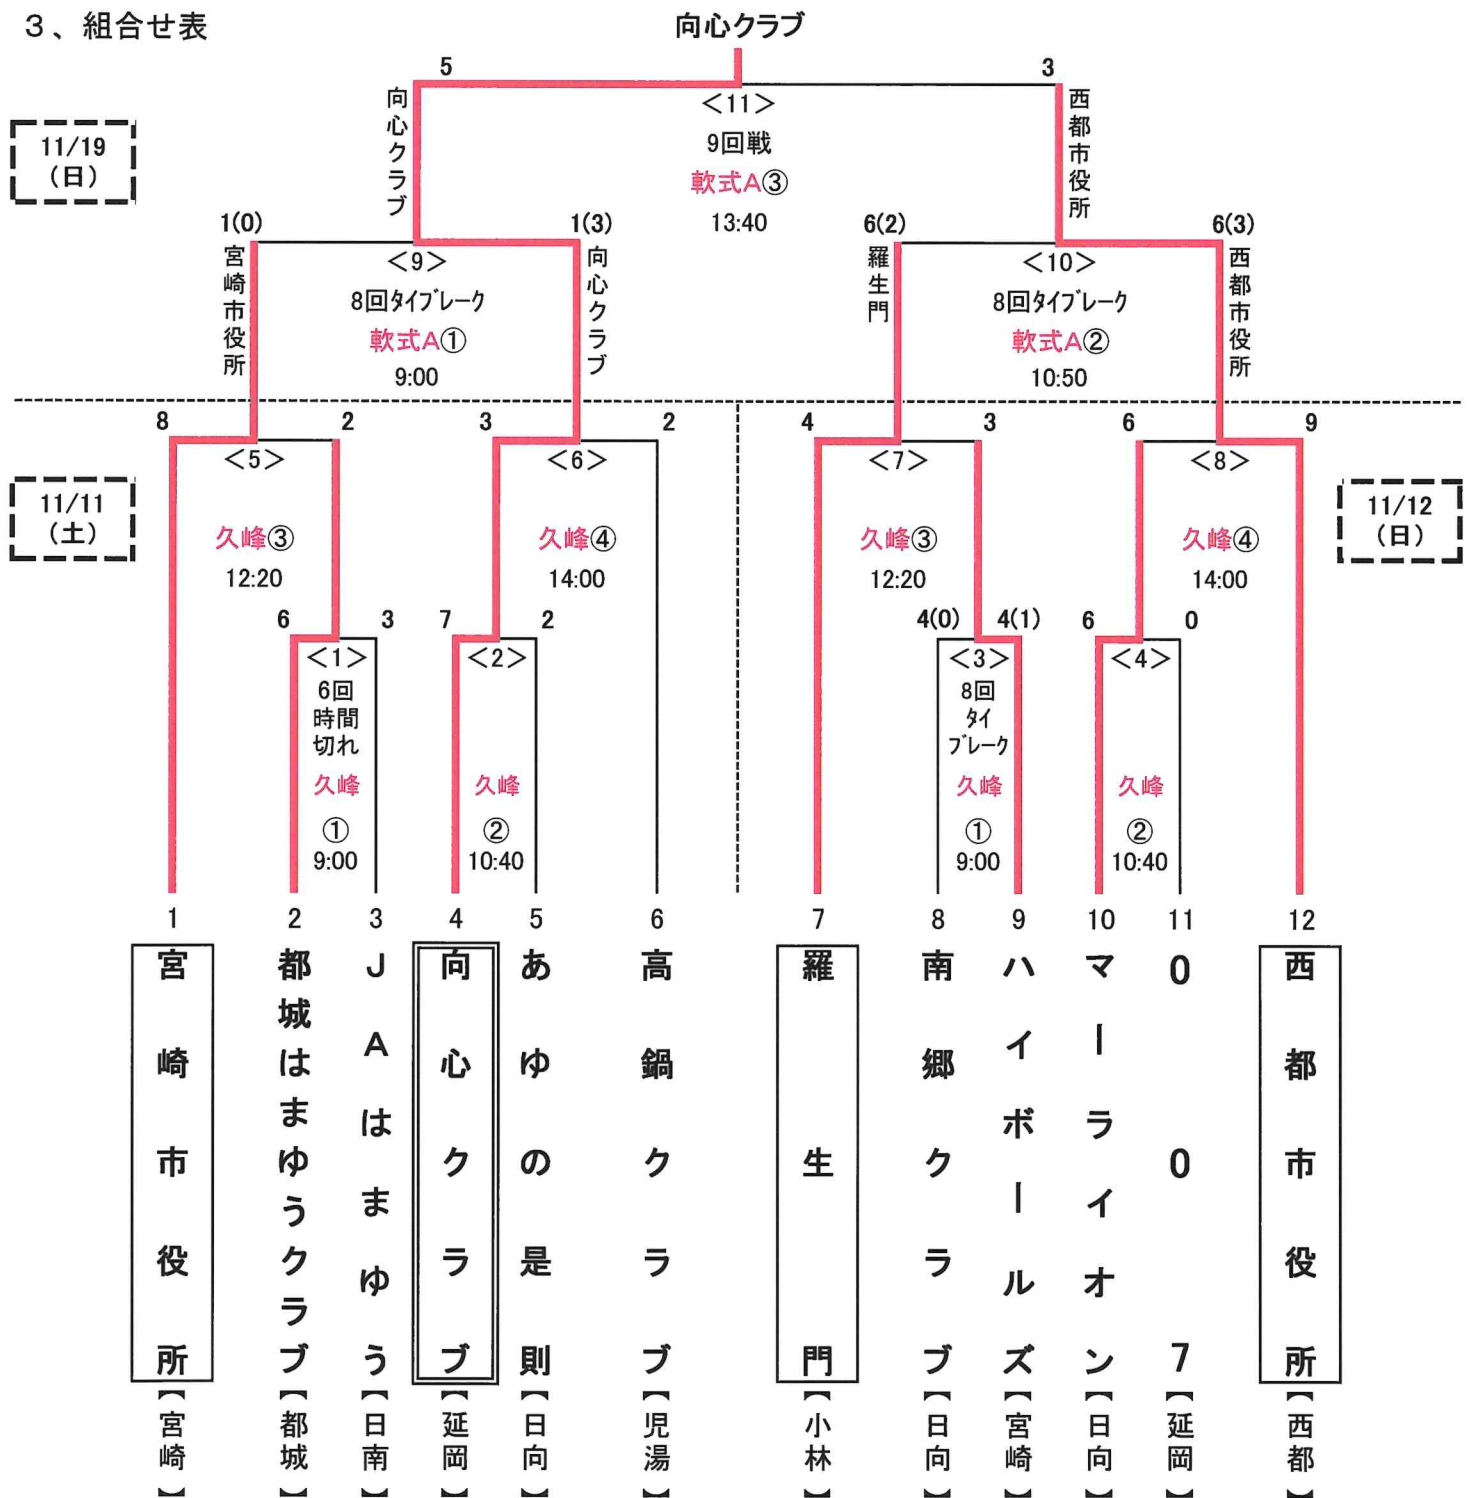 3、組合せ表
向心クラブ
5
3
向心クラブ
<11>
9回戦
軟式A③
13:40
西都市役所
11/19
(日)
1(0)
1(3)
6(2)
6(3)
宮崎市役所
<9>
8回タイブレーク
軟式A①
9:00
向心クラブ
羅生門
<10>
8回タイブレーク
軟式A②
10:50
西都市役所
8
2
3
2
4
3
6
9
<5>
<6>
<7>
<8>
11/11
(土)
久峰③
12:20
久峰④
14:00
久峰③
12:20
久峰④
14:00
11/12
(日)
6
3
7
2
4(0)
4(1)
6
0
<1>
6回
時間
切れ
久峰
①
9:00
<2>
久峰
②
10:40
<3>
8回
タイ
ブレーク
久峰
①
9:00
<4>
久峰
②
10:40
1
2
3
4
5
6
7
8
9
10
11
12
宮崎市役所
都城はまゆうクラブ
JAはまゆう
向心クラブ
あゆの是則
高鍋クラブ
羅生門
南郷クラブ
ハイボールズ
マーライオン
007
西都市役所
【宮崎】
【都城】
【日南】
【延岡】
【日向】
【児湯】
【小林】
【日向】
【宮崎】
【日向】
【延岡】
【西都】